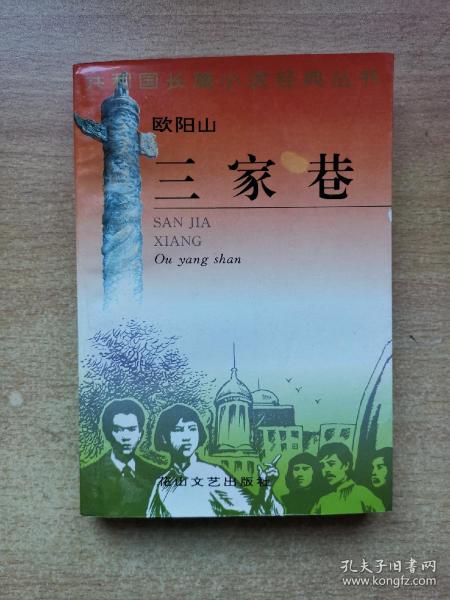 共和国长篇小说经典丛书
欧阳山
三家巷
SAN JIA
XIANG
Ou yang shan
花山文艺出版社
孔夫子旧书网
www.kongfz.com